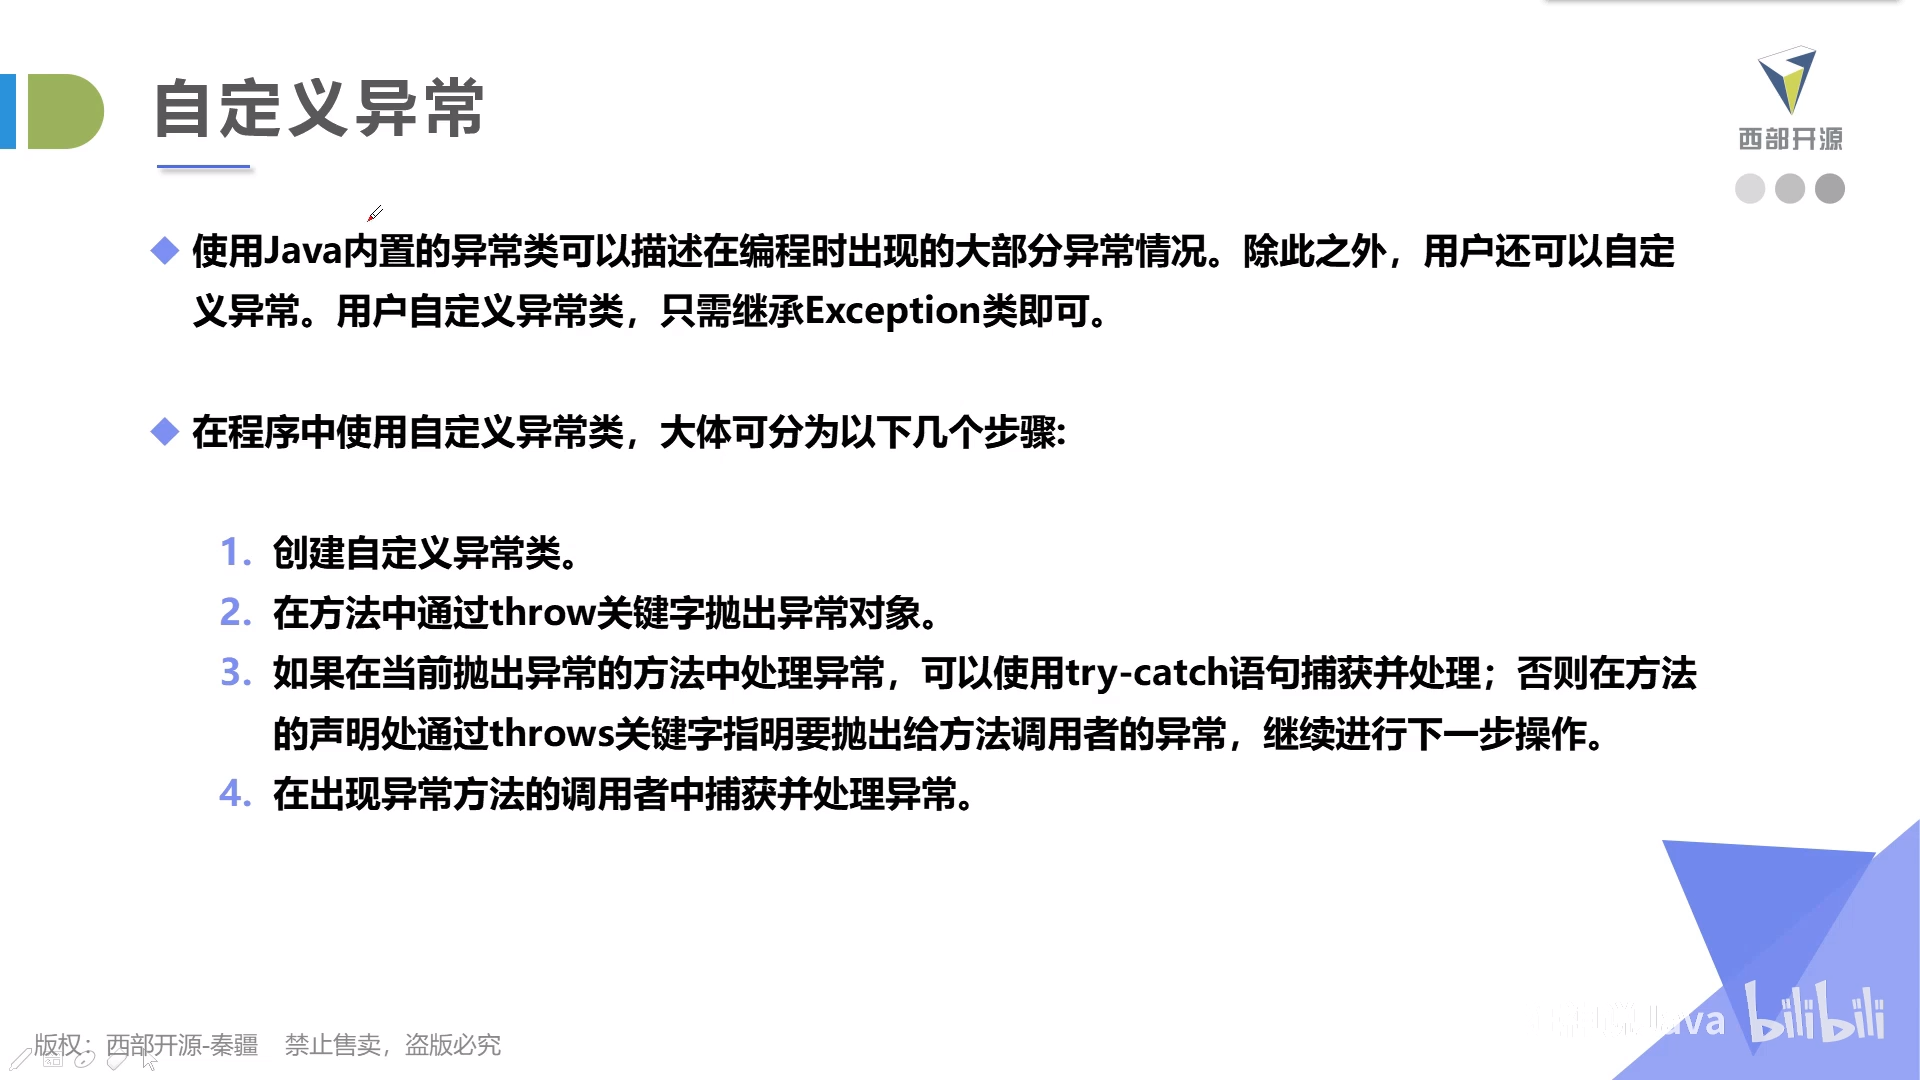 自定义异常
西部开源
◆ 使用Java内置的异常类可以描述在编程时出现的大部分异常情况。除此之外，用户还可以自定
义异常。用户自定义异常类，只需继承Exception类即可。
◆ 在程序中使用自定义异常类，大体可分为以下几个步骤:
1. 创建自定义异常类。
2. 在方法中通过throw关键字抛出异常对象。
3. 如果在当前抛出异常的方法中处理异常，可以使用try-catch语句捕获并处理；否则在方法
的声明处通过throws关键字指明要抛出给方法调用者的异常，继续进行下一步操作。
4. 在出现异常方法的调用者中捕获并处理异常。
Java bilibili
版权：西部开源-秦疆 禁止售卖，盗版必究